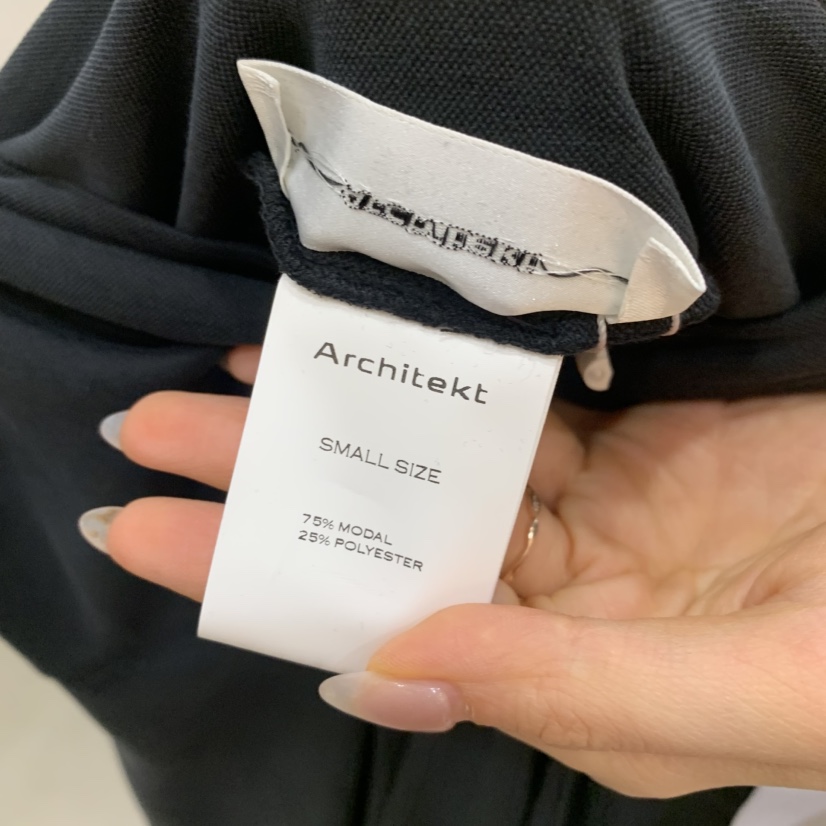 Architekt
SMALL SIZE
75% MODAL
25% POLYESTER